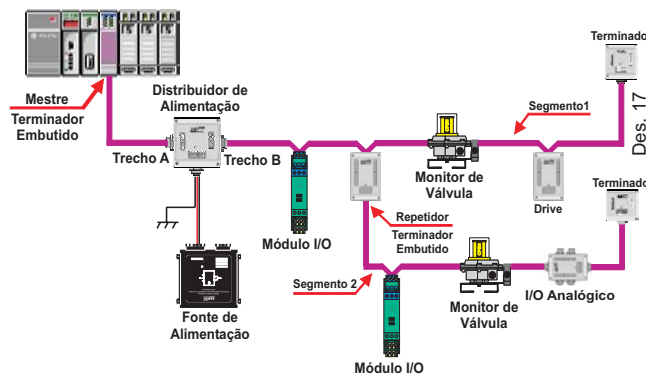 Mestre
Terminador
Embutido
Distribuidor de
Alimentação
Trecho A
Trecho B
Módulo I/O
Fonte de
Alimentação
Monitor de
Válvula
Segmento1
Terminador
Des. 17
Drive
Repetidor
Terminador
Embutido
Segmento 2
Módulo I/O
Monitor de
Válvula
I/O Analógico
Terminado